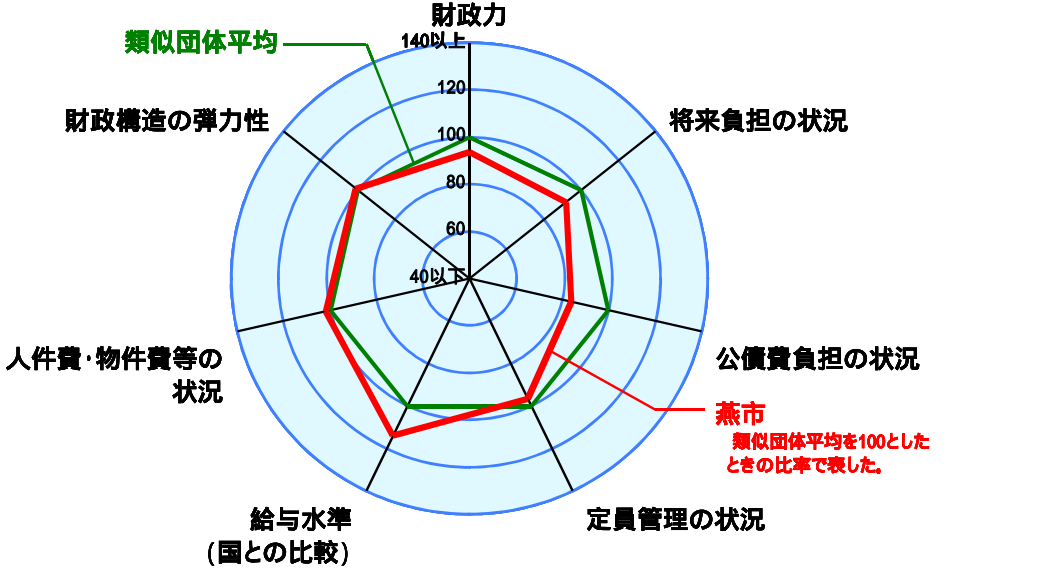 財政力
類似団体平均
140以上
120
100
80
60
40以下
財政構造の弾力性
将来負担の状況
人件費・物件費等の
状況
公債費負担の状況
燕市
類似団体平均を100とした
ときの比率で表した。
給与水準
(国との比較)
定員管理の状況